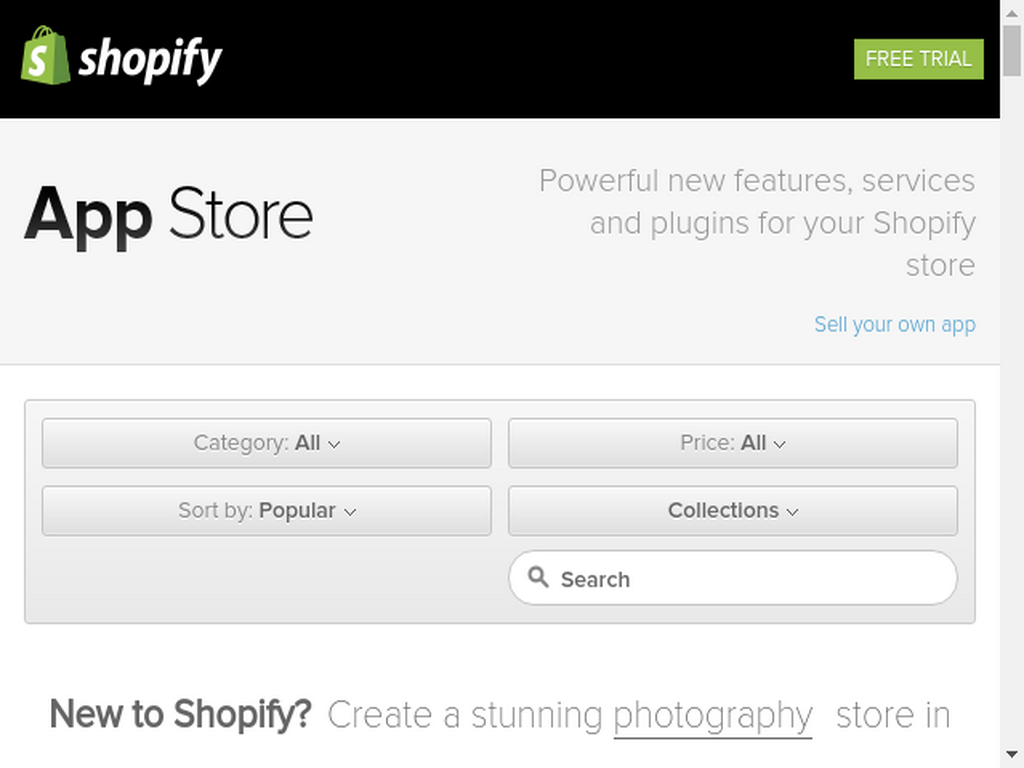 shopify
FREE TRIAL
App Store
Powerful new features, services
and plugins for your Shopify
store
Sell your own app
Category: All
Price: All
Sort by: Popular
Collections
Search
New to Shopify? Create a stunning photography store in